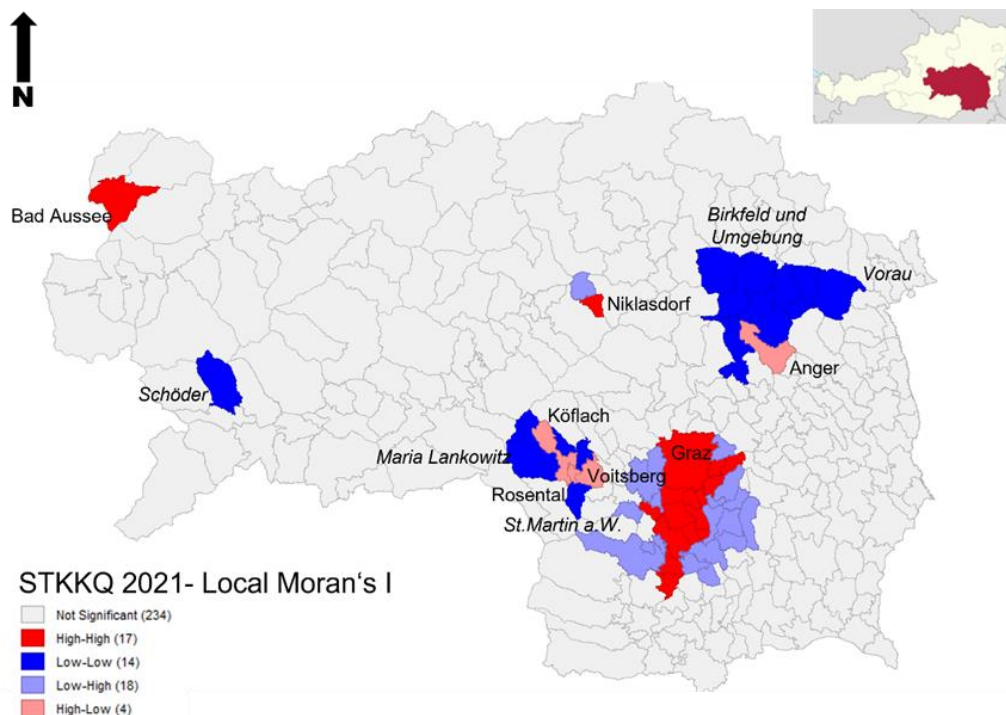 N
Bad Aussee
Birkfeld und
Umgebung
Vorau
Niklasdorf
Anger
Schöder
Köflach
Graz
Maria Lankowitz
Voitsberg
Rosental
St.Martin a.W.
STKKQ 2021- Local Moran‘s I
Not Significant (234)
High-High (17)
Low-Low (14)
Low-High (18)
High-Low (4)